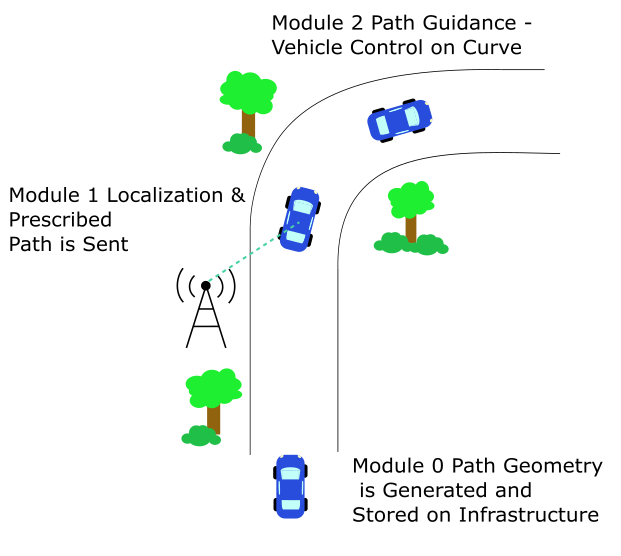 Module 2 Path Guidance -
Vehicle Control on Curve
Module 1 Localization &
Prescribed
Path is Sent
Module 0 Path Geometry
is Generated and
Stored on Infrastructure